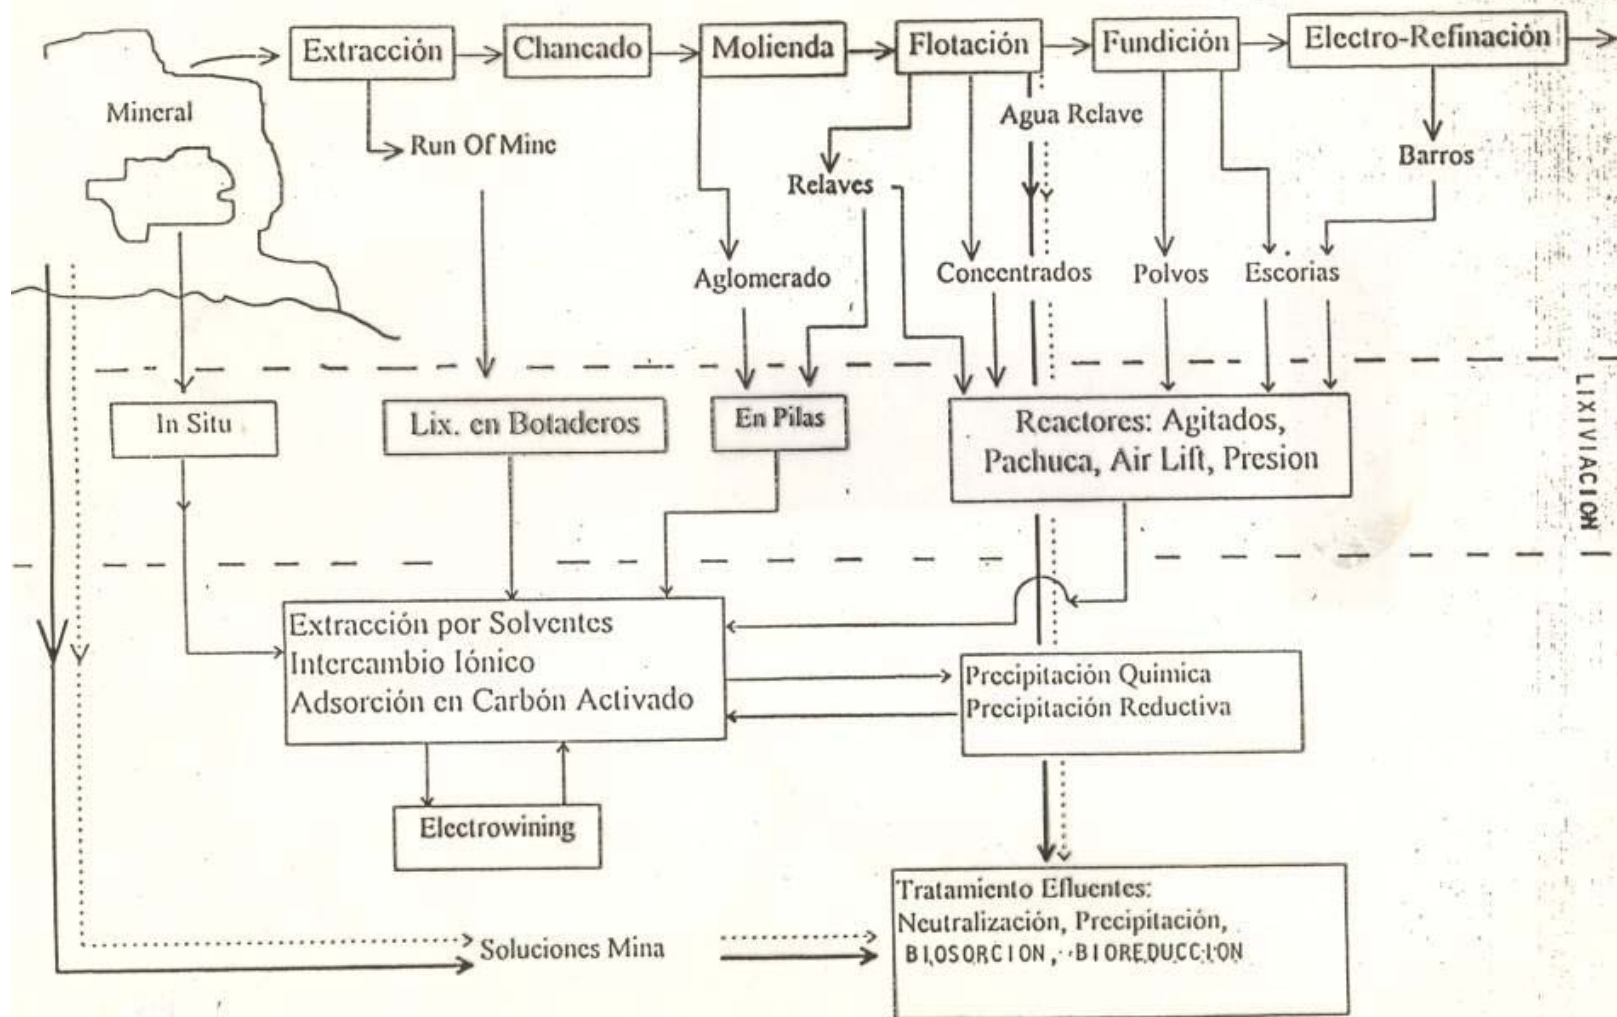 Extracción
Chancado
Molienda
Flotación
Fundición
Electro-Refinación
Mineral
Run Of Mine
Agua Relave
Relaves
Barros
Aglomerado
Concentrados
Polvos
Escorias
In Situ
Lix. en Botaderos
En Pilas
Reactores: Agitados,
Pachuca, Air Lift, Presion
LIXIVIACION
Extracción por Solventes
Intercambio Iónico
Adsorción en Carbón Activado
Precipitación Química
Precipitación Reductiva
Electrowining
Tratamiento Efluentes:
Neutralización, Precipitación,
BIOSORCION, BIOREDUCCION
Soluciones Mina